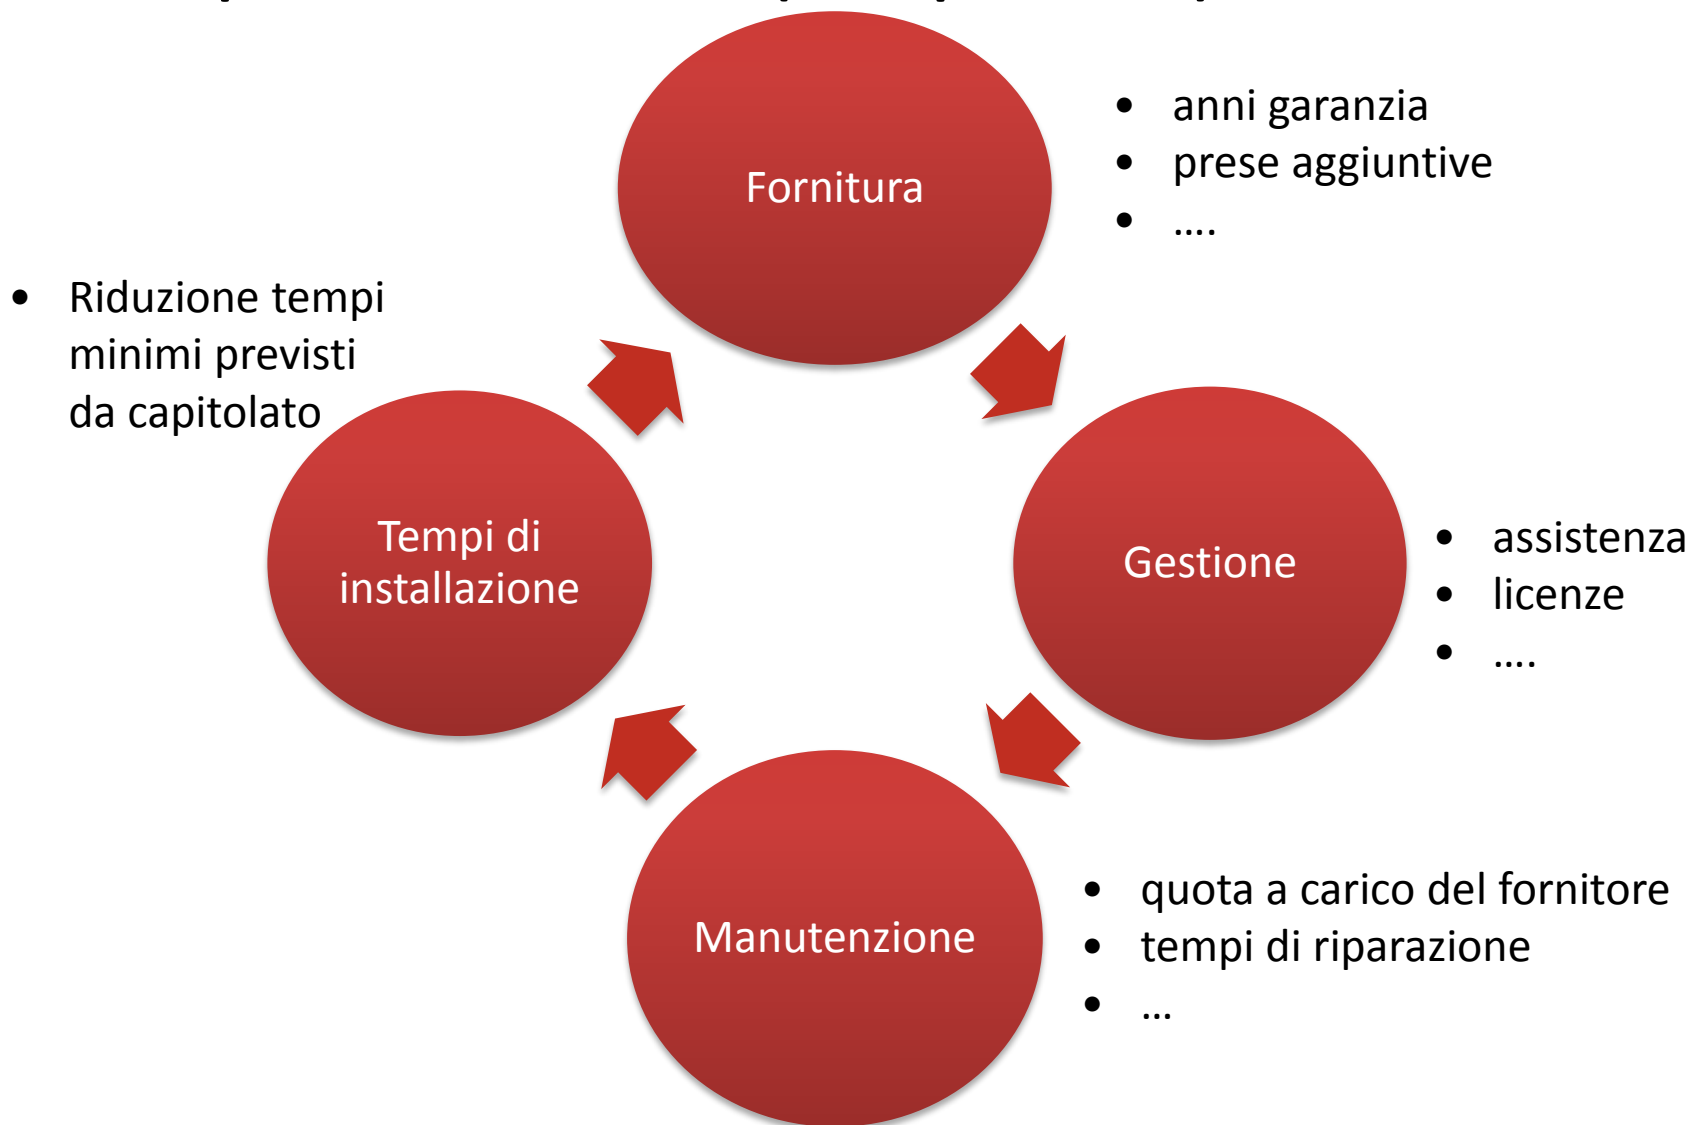 • anni garanzia
• prese aggiuntive
• ....
Fornitura
• Riduzione tempi
minimi previsti
da capitolato
Tempi di
installazione
Gestione
• assistenza
• licenze
• ....
Manutenzione
• quota a carico del fornitore
• tempi di riparazione
• ...